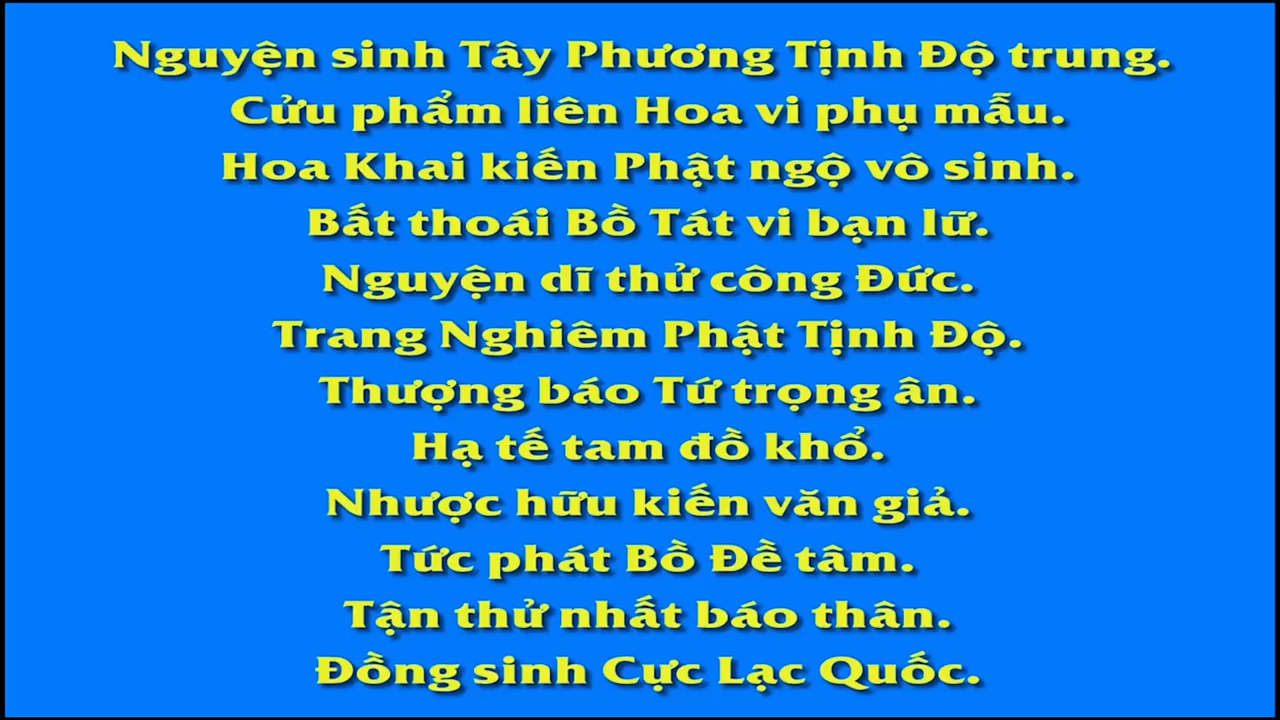 Nguyện sinh Tây Phương Tịnh Độ trung.
Cửu phẩm liên Hoa vi phụ mẫu.
Hoa Khai kiến Phật ngộ vô sinh.
Bất thoái Bồ Tát vi bạn lữ.
Nguyện dĩ thử công Đức.
Trang Nghiêm Phật Tịnh Độ.
Thượng báo Tứ trọng ân.
Hạ tế tam đồ khổ.
Nhược hữu kiến văn giả.
Tức phát Bồ Đề tâm.
Tận thử nhất báo thân.
Đồng sinh Cực Lạc Quốc.